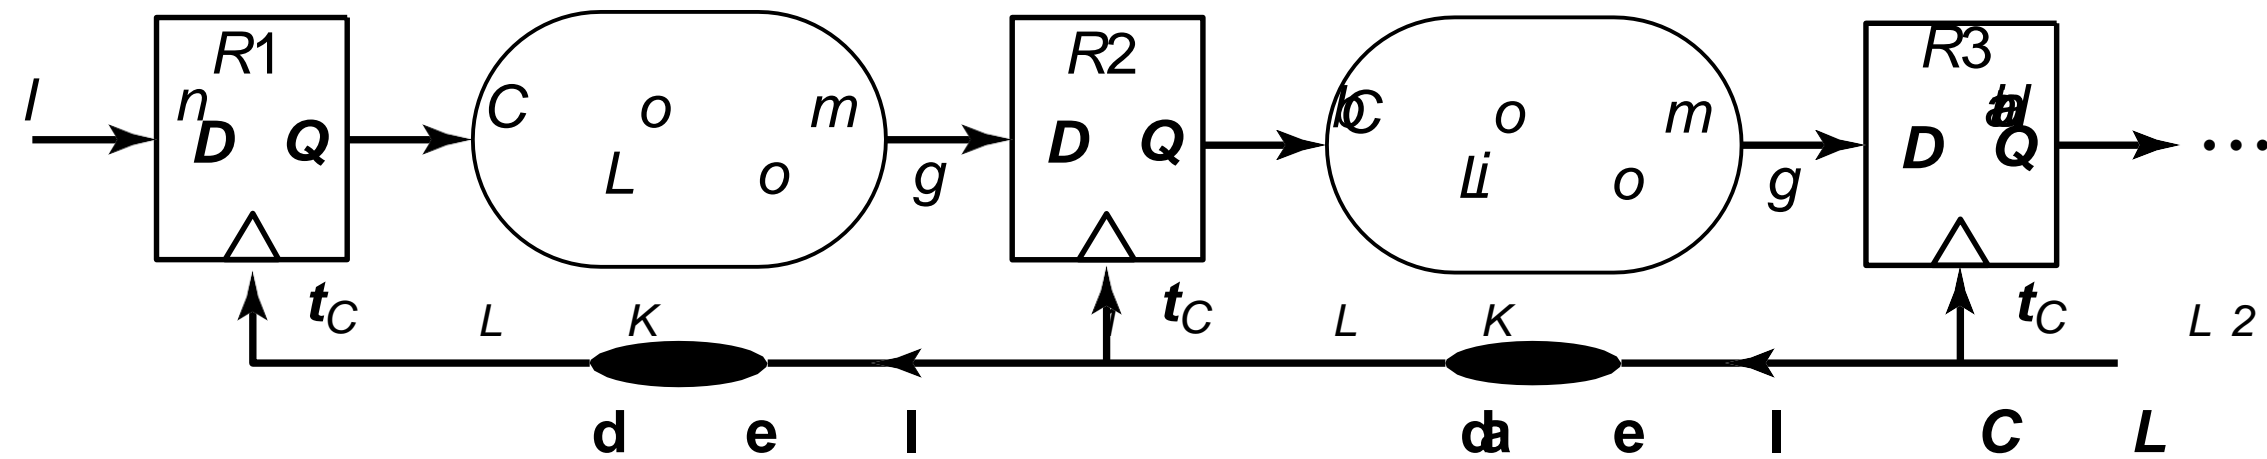 R1 R2 R3
I n C o m b C o m
D Q D Q D Q • • •
L o g Li o g
tC L K tC L K tC L 2
d e l da e l C L